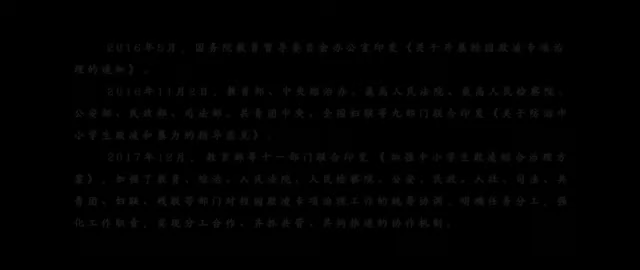 2016年5月，国务院教育督导委员会办公室印发《关于开展校园欺凌专项治
理的通知》。
2016年11月2日，教育部、中央综治办、最高人民法院、最高人民检察院、
公安部、民政部、司法部、共青团中央、全国妇联等九部门联合印发《关于防治中
小学生欺凌和暴力的指导意见》。
2017年12月，教育部等十一部门联合印发《加强中小学生欺凌综合治理方
案》，加强了教育、综治、人民法院、人民检察院、公安、民政、人社、司法、共
青团、妇联、残联等部门对校园欺凌专项治理工作的统筹协调，明确任务分工，强
化工作职责，实现分工合作、齐抓共管、共同推进的协作机制。